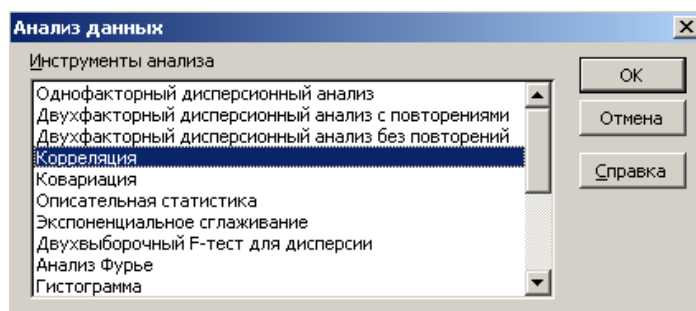 Анализ данных
Инструменты анализа
Однофакторный дисперсионный анализ
Двухфакторный дисперсионный анализ с повторениями
Двухфакторный дисперсионный анализ без повторений
Корреляция
Ковариация
Описательная статистика
Экспоненциальное сглаживание
Двухвыборочный F-тест для дисперсии
Анализ Фурье
Гистограмма
OK
Отмена
Справка